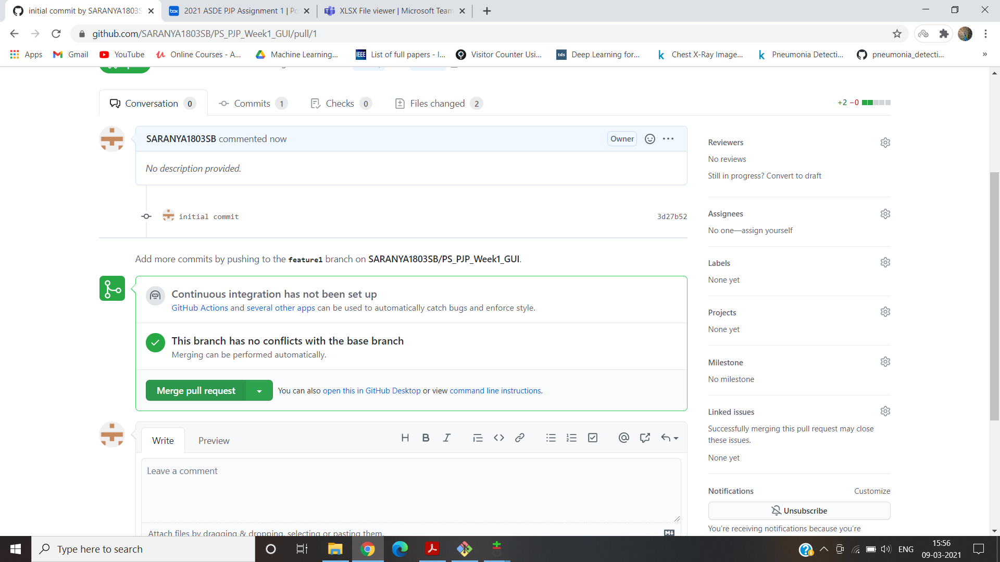 initial commit by SARANYA1803S
2021 ASDE PJP Assignment 1 | Po
XLSX File viewer | Microsoft Team
github.com/SARANYA1803SB/PS_PJP_Week1_GUI/pull/1
Apps
Gmail
YouTube
Online Courses - A...
Machine Learning...
IEEE
List of full papers - I...
Visitor Counter Usi...
tds
Deep Learning for...
Chest X-Ray Image...
Pneumonia Detecti...
pneumonia_detecti...
»
Conversation 0
Commits 1
Checks 0
Files changed 2
+2 −0
SARANYA1803SB commented now
Owner
No description provided.
initial commit
3d27b52
Add more commits by pushing to the feature1 branch on SARANYA1803SB/PS_PJP_Week1_GUI.
Continuous integration has not been set up
GitHub Actions and several other apps can be used to automatically catch bugs and enforce style.
This branch has no conflicts with the base branch
Merging can be performed automatically.
Merge pull request
You can also open this in GitHub Desktop or view command line instructions.
Write
Preview
Leave a comment
Attach files by dragging & dropping, selecting or pasting them.
Reviewers
No reviews
Still in progress? Convert to draft
Assignees
No one—assign yourself
Labels
None yet
Projects
None yet
Milestone
No milestone
Linked issues
Successfully merging this pull request may close
these issues.
None yet
Notifications
Customize
Unsubscribe
You're receiving notifications because you're
Type here to search
ENG
15:56
09-03-2021